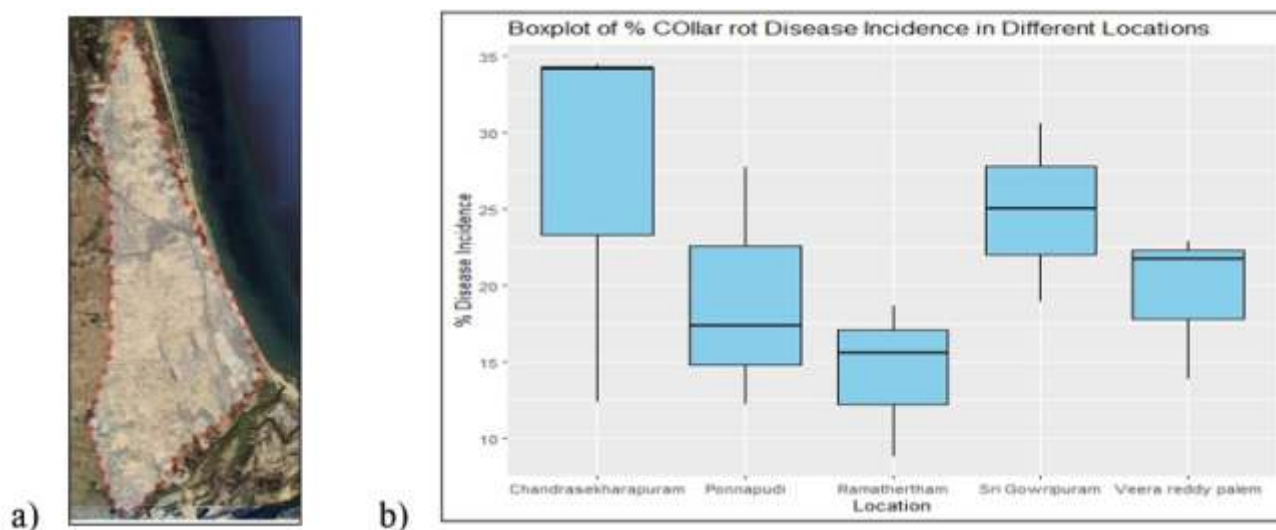 a)
b)
Boxplot of % COllar rot Disease Incidence in Different Locations
% Disease Incidence
35
30
25
20
15
10
Chandrasekharapuram Ponnapudi Ramathertham Sri Gowripuram Veera reddy palem
Location